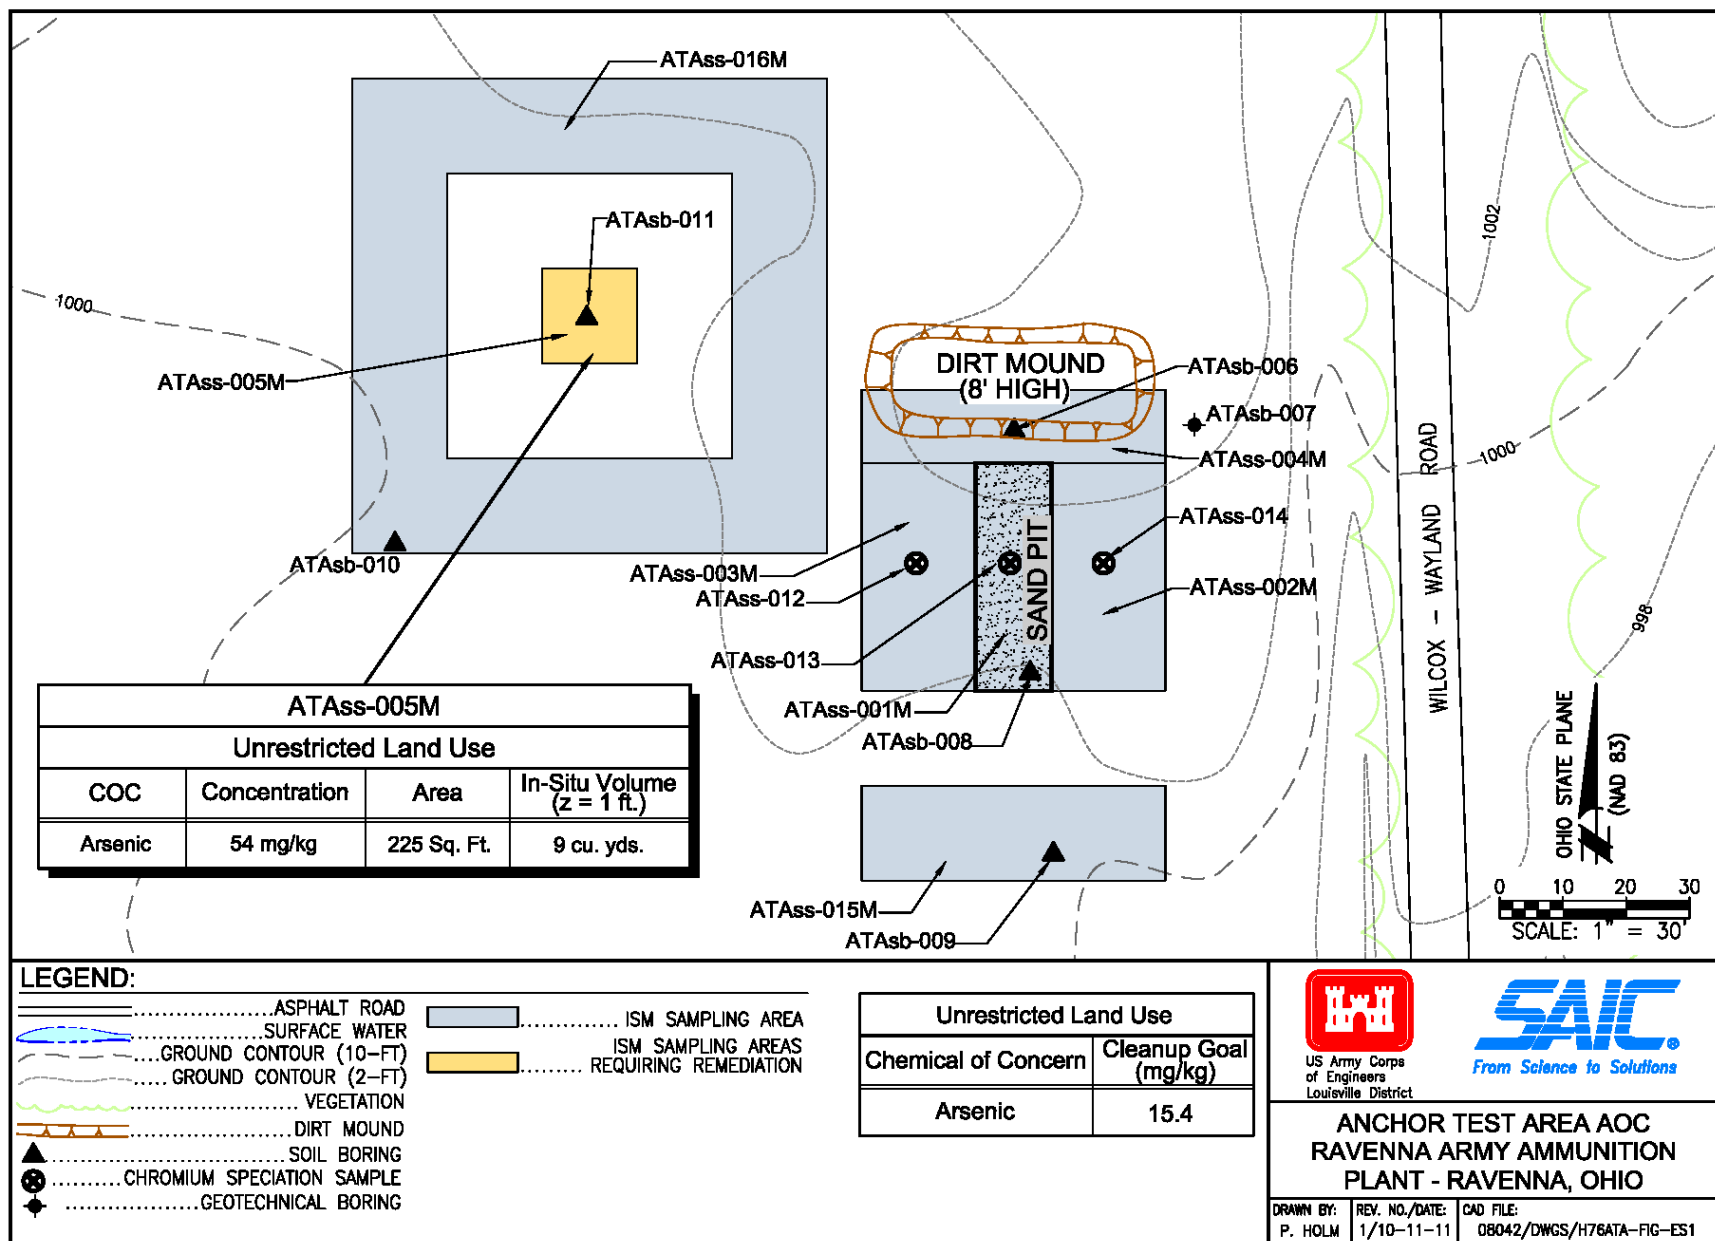 ATAss-016M
ATAsb-011
1000
ATAss-005M
ATAsb-010
DIRT MOUND
(8' HIGH)
ATAsb-006
ATAsb-007
ATAss-004M
ATAss-014
ATAss-003M
ATAss-012
ATAss-002M
SAND PIT
ATAss-013
ATAss-001M
ATAsb-008
ATAss-015M
ATAsb-009
1002
1000
998
WILCOX - WAYLAND ROAD
OHIO STATE PLANE
(NAD 83)
0 10 20 30
SCALE: 1" = 30'
ATAss-005M
Unrestricted Land Use
COC Concentration Area In-Situ Volume
(z = 1 ft.)
Arsenic 54 mg/kg 225 Sq. Ft. 9 cu. yds.
LEGEND:
ASPHALT ROAD
SURFACE WATER
GROUND CONTOUR (10-FT)
GROUND CONTOUR (2-FT)
VEGETATION
DIRT MOUND
SOIL BORING
CHROMIUM SPECIATION SAMPLE
GEOTECHNICAL BORING
ISM SAMPLING AREA
ISM SAMPLING AREAS
REQUIRING REMEDIATION
Unrestricted Land Use
Chemical of Concern Cleanup Goal
(mg/kg)
Arsenic 15.4
US Army Corps
of Engineers
Louisville District
SAIC®
From Science to Solutions
ANCHOR TEST AREA AOC
RAVENNA ARMY AMMUNITION
PLANT - RAVENNA, OHIO
DRAWN BY: REV. NO./DATE: CAD FILE:
P. HOLM 1/10-11-11 08042/DWGS/H76ATA-FIG-ES1